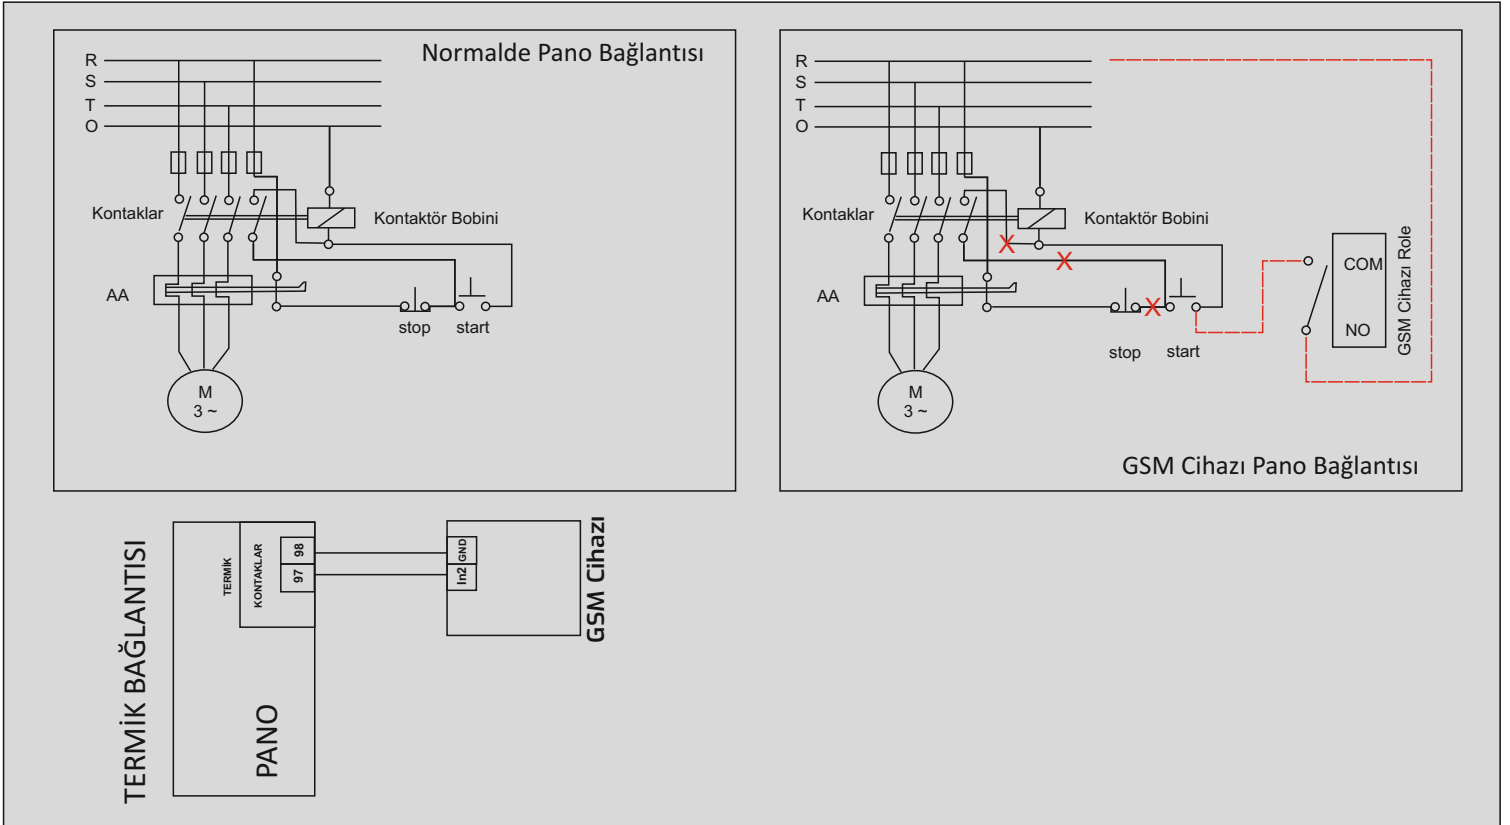 Normalde Pano Bağlantısı
R
S
T
O
Kontaklar
Kontaktör Bobini
AA
stop
start
M
3 ~
R
S
T
O
Kontaklar
Kontaktör Bobini
X
X
X
AA
stop
start
M
3 ~
COM
NO
GSM Cihazı Role
GSM Cihazı Pano Bağlantısı
TERMİK BAĞLANTISI
TERMİK
KONTAKLAR
98
97
PANO
GND
In2
GSM Cihazı